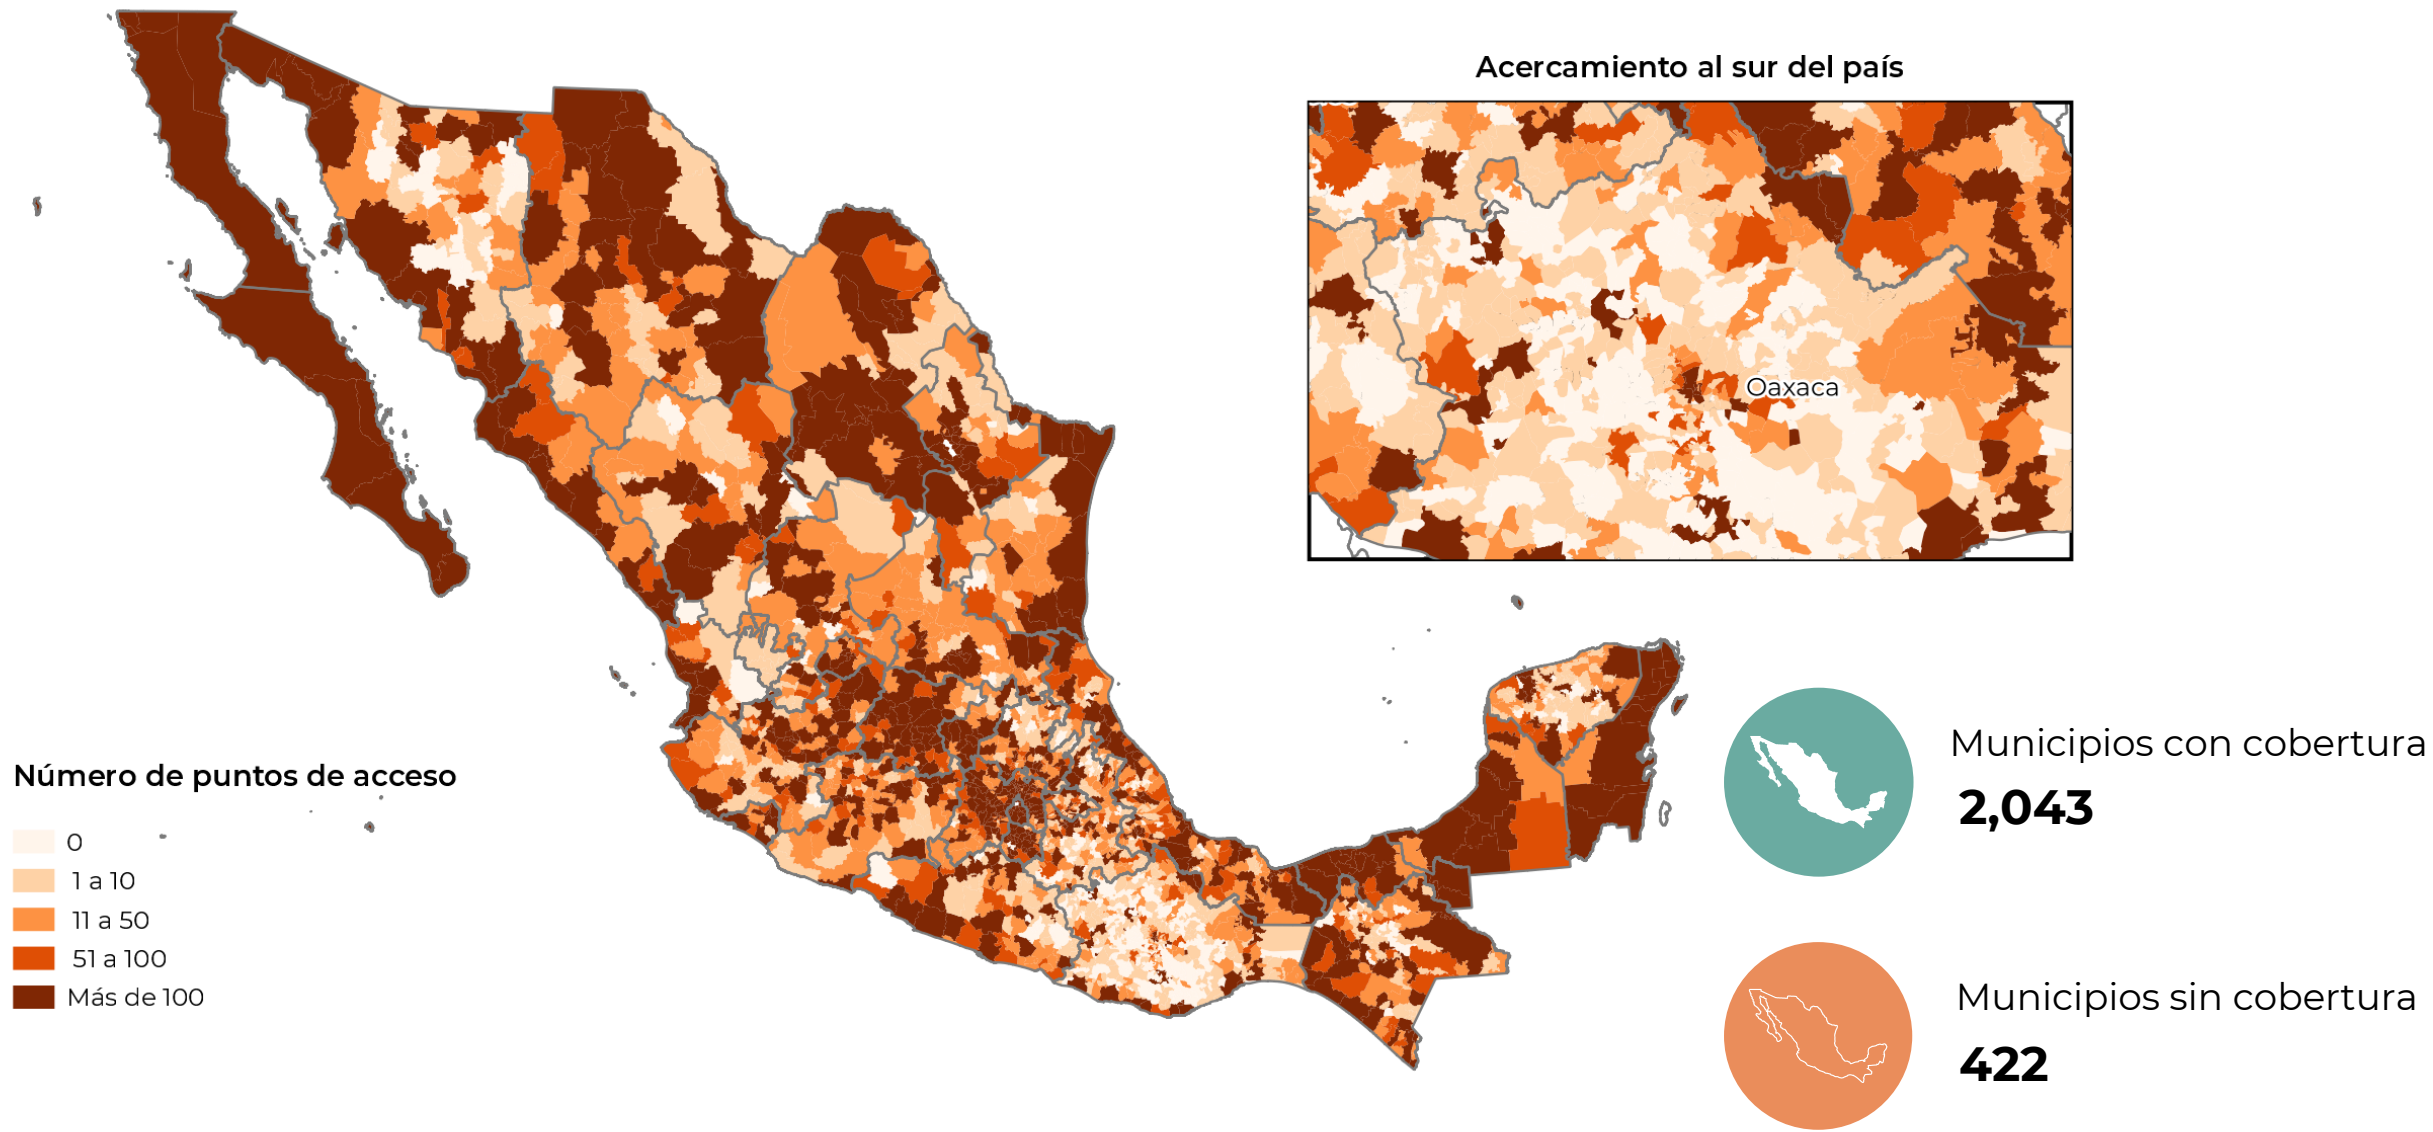 Acercamiento al sur del país
Oaxaca
Número de puntos de acceso
0
1 a 10
11 a 50
51 a 100
Más de 100
Municipios con cobertura
2,043
Municipios sin cobertura
422